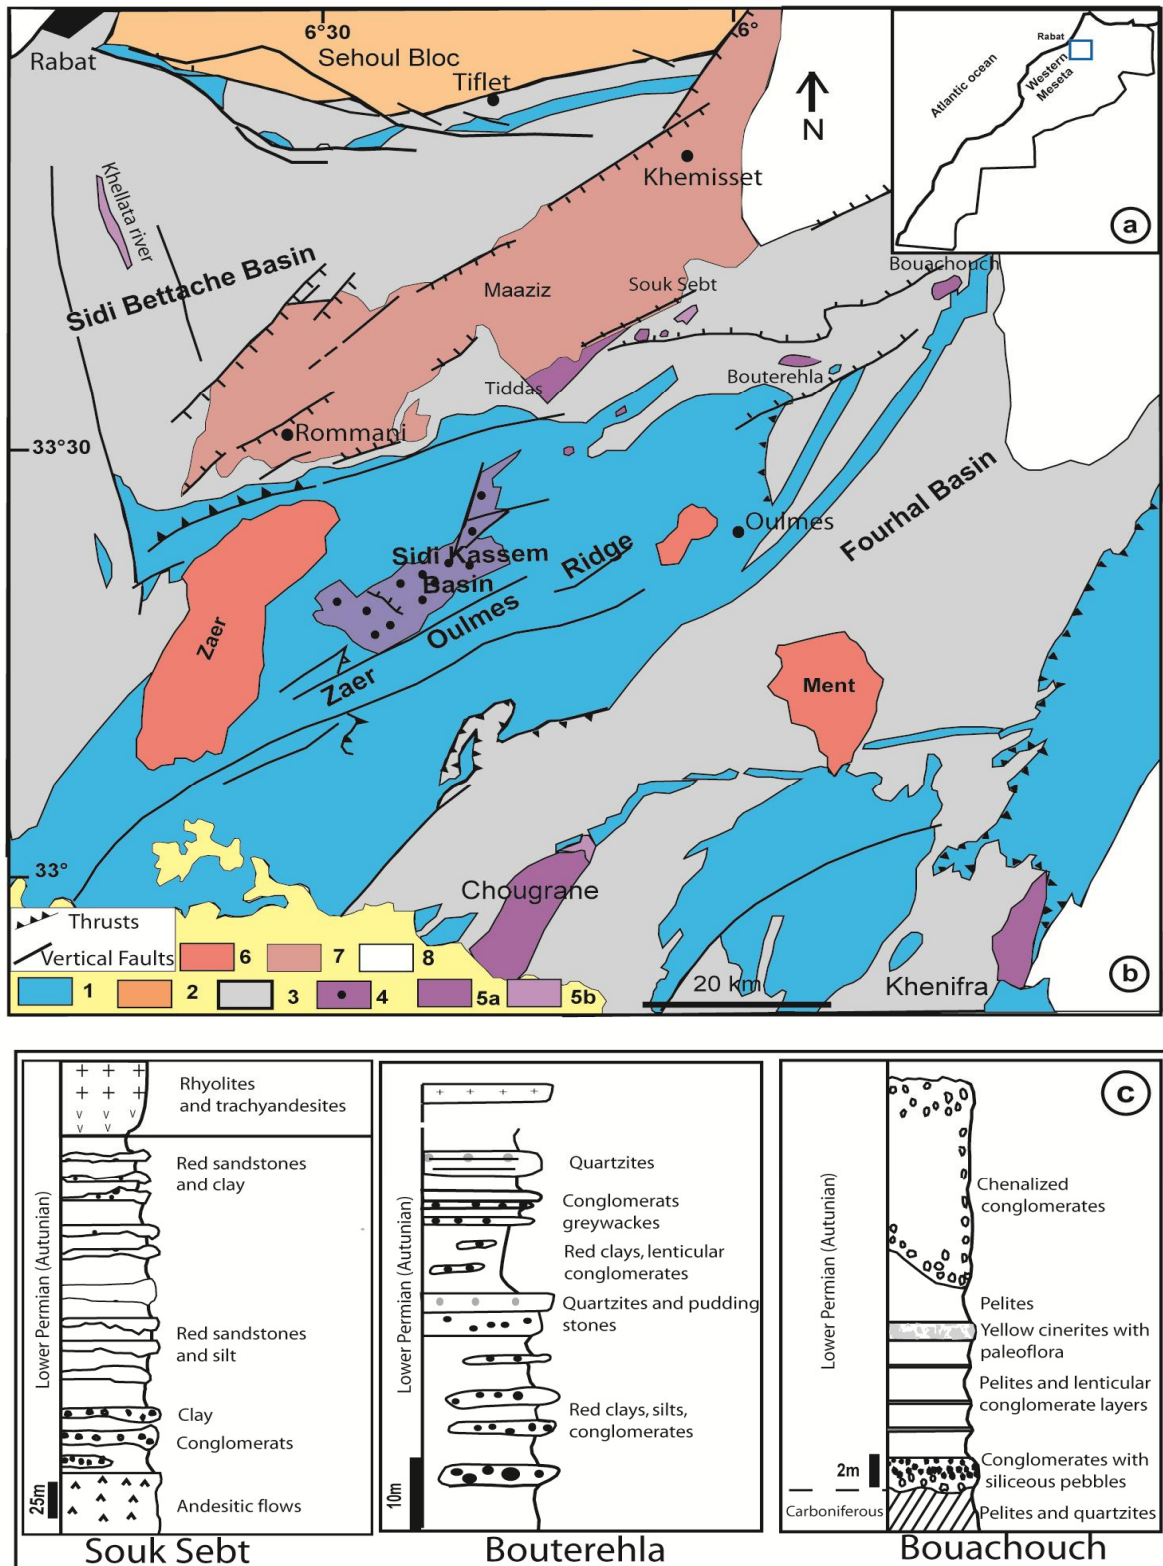 6°30
6°
Sehoul Bloc
Rabat
Tiflet
N
Khemisset
Rabat
Atlantic ocean
Western
Meseta
a
Khellata river
Sidi Bettache Basin
Maaziz
Souk Sebt
Bouachouch
Tiddas
Bouterehla
33°30
Rommani
Fourhal Basin
Oulmes
Sidi Kassem
Basin
Zaer
Zaer
Oulmes
Ridge
Ment
33°
Chougrane
Khenifra
Thrusts
Vertical Faults
6
7
8
1
2
3
4
5a
5b
20 km
b
Lower Permian (Autunian)
Rhyolites
and trachyandesites
Red sandstones
and clay
Red sandstones
and silt
Clay
Conglomerats
Andesitic flows
25m
Souk Sebt
Lower Permian (Autunian)
Quartzites
Conglomerats
greywackes
Red clays, lenticular
conglomerates
Quartzites and pudding
stones
Red clays, silts,
conglomerates
10m
Bouterehla
c
Lower Permian (Autunian)
Chenalized
conglomerates
Pelites
Yellow cinerites with
paleoflora
Pelites and lenticular
conglomerate layers
Conglomerates with
siliceous pebbles
2m
Carboniferous
Pelites and quartzites
Bouachouch